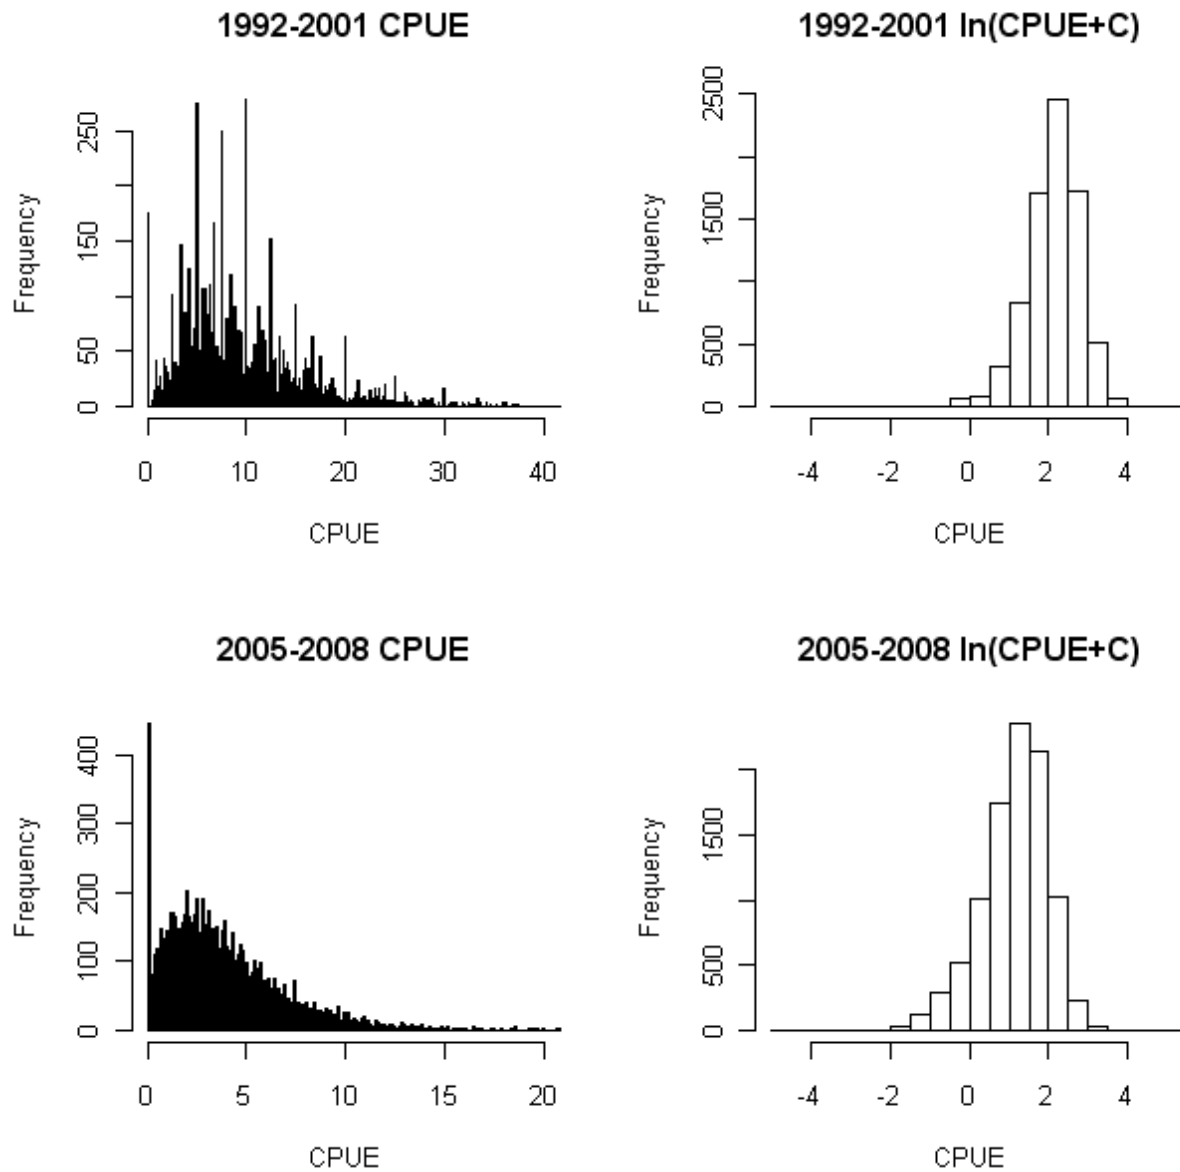 1992-2001 CPUE
Frequency
0 50 150 250
0 10 20 30 40
CPUE
1992-2001 ln(CPUE+C)
Frequency
0 500 1500 2500
-4 -2 0 2 4
CPUE
2005-2008 CPUE
Frequency
0 100 200 300 400
0 5 10 15 20
CPUE
2005-2008 ln(CPUE+C)
Frequency
0 500 1500
-4 -2 0 2 4
CPUE